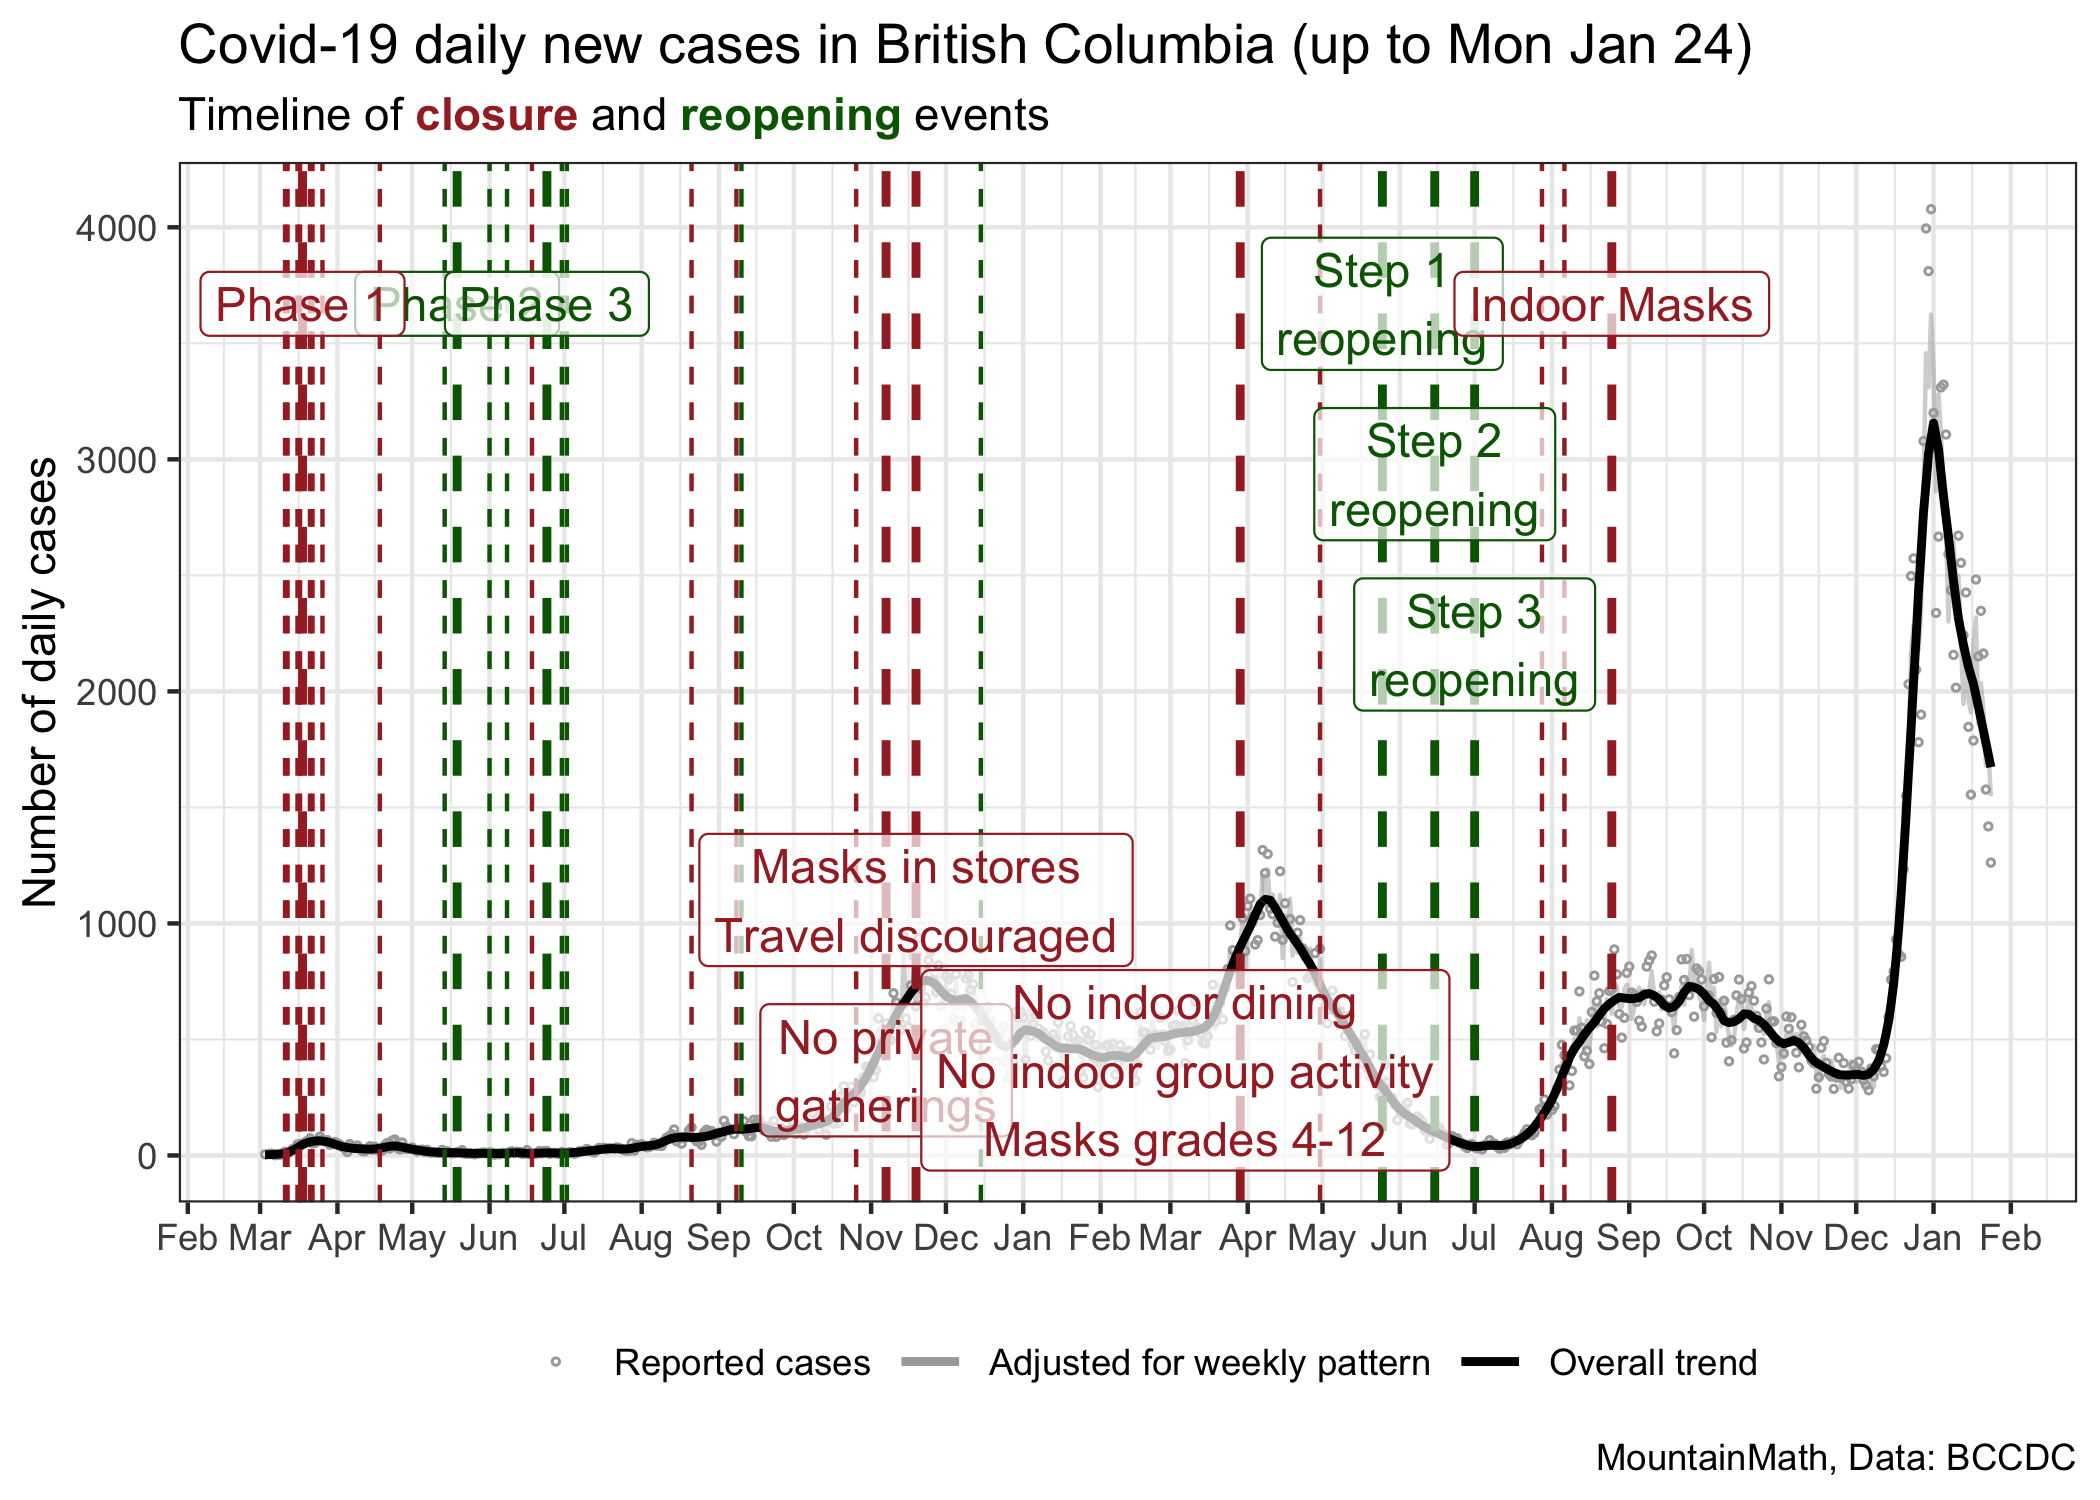 Covid-19 daily new cases in British Columbia (up to Mon Jan 24)
Timeline of closure and reopening events
Number of daily cases
4000
3000
2000
1000
0
Phase 1
Phase 2
Phase 3
Step 1
reopening
Indoor Masks
Step 2
reopening
Step 3
reopening
Masks in stores
Travel discouraged
No private
gatherings
No indoor dining
No indoor group activity
Masks grades 4-12
Feb Mar Apr May Jun Jul Aug Sep Oct Nov Dec Jan Feb Mar Apr May Jun Jul Aug Sep Oct Nov Dec Jan Feb
Reported cases Adjusted for weekly pattern Overall trend
MountainMath, Data: BCCDC